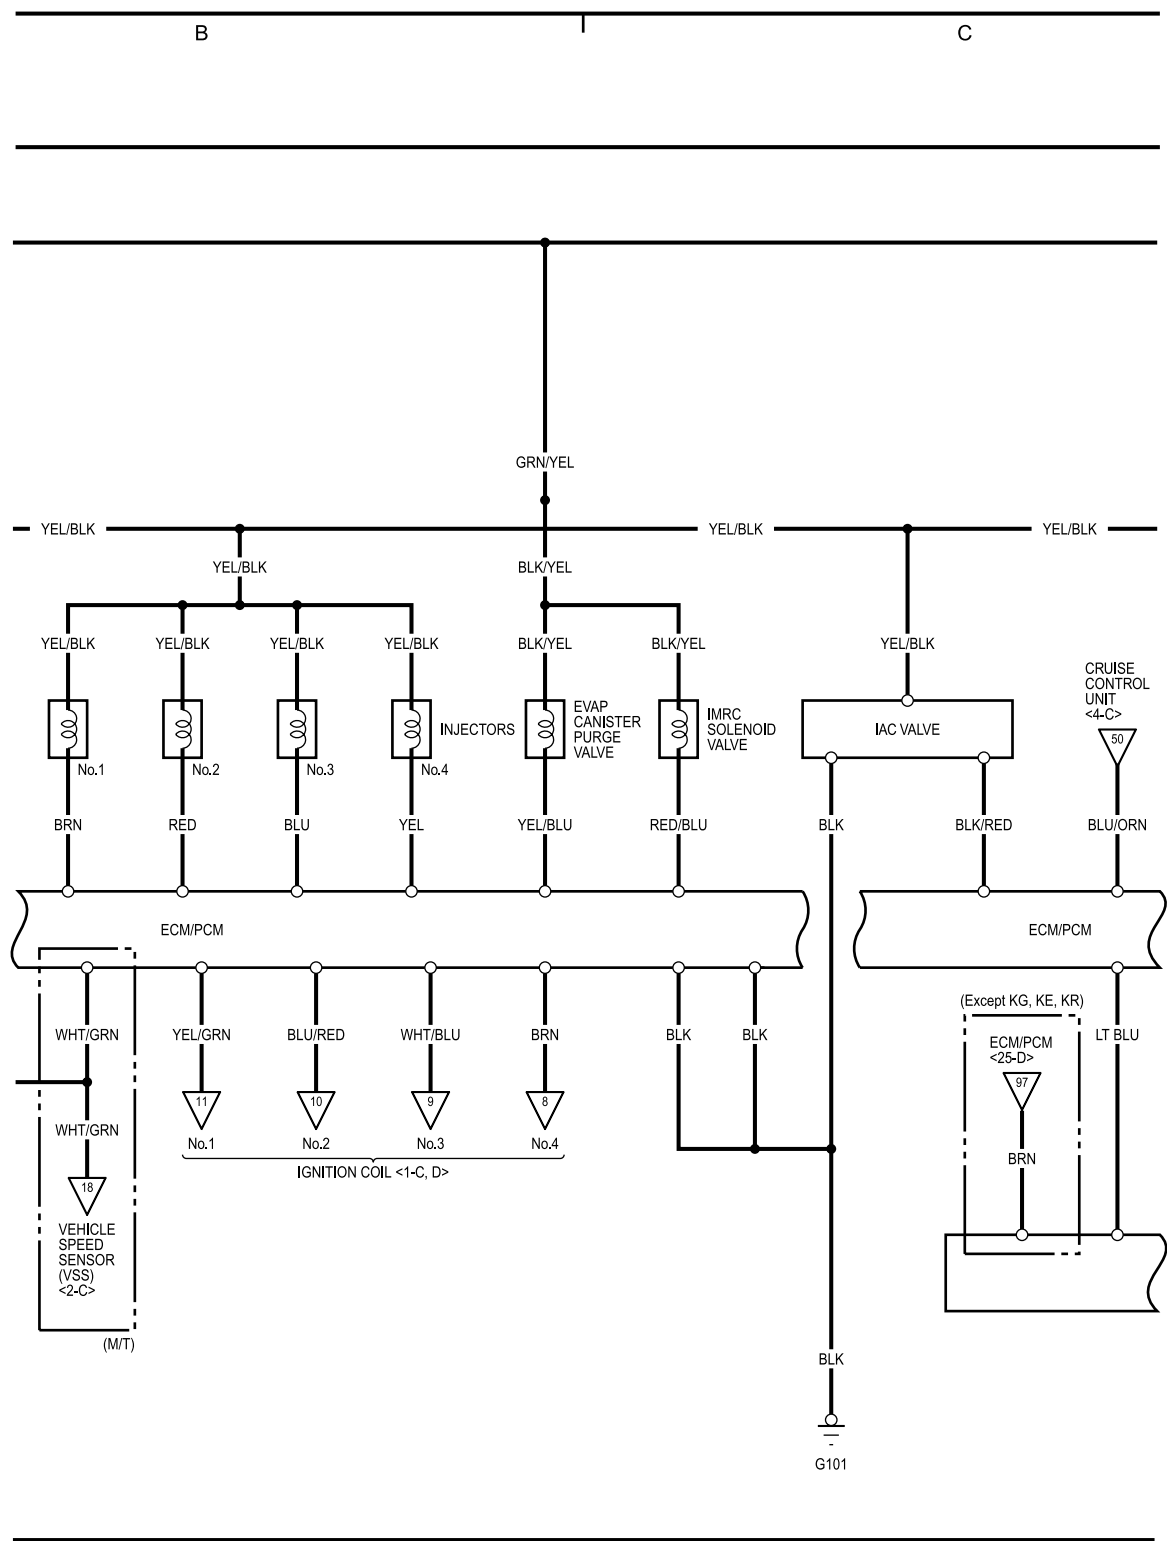 B
C
GRN/YEL
YEL/BLK
YEL/BLK
YEL/BLK
YEL/BLK
BLK/YEL
YEL/BLK
YEL/BLK
YEL/BLK
YEL/BLK
BLK/YEL
BLK/YEL
YEL/BLK
CRUISE
CONTROL
UNIT
<4-C>
50
INJECTORS
EVAP
CANISTER
PURGE
VALVE
IMRC
SOLENOID
VALVE
IAC VALVE
No.1
No.2
No.3
No.4
BRN
RED
BLU
YEL
YEL/BLU
RED/BLU
BLK
BLK/RED
BLU/ORN
ECM/PCM
ECM/PCM
(Except KG, KE, KR)
WHT/GRN
YEL/GRN
BLU/RED
WHT/BLU
BRN
BLK
BLK
ECM/PCM
<25-D>
LT BLU
97
11
10
9
8
WHT/GRN
No.1
No.2
No.3
No.4
BRN
IGNITION COIL <1-C, D>
18
VEHICLE
SPEED
SENSOR
(VSS)
<2-C>
(M/T)
BLK
G101